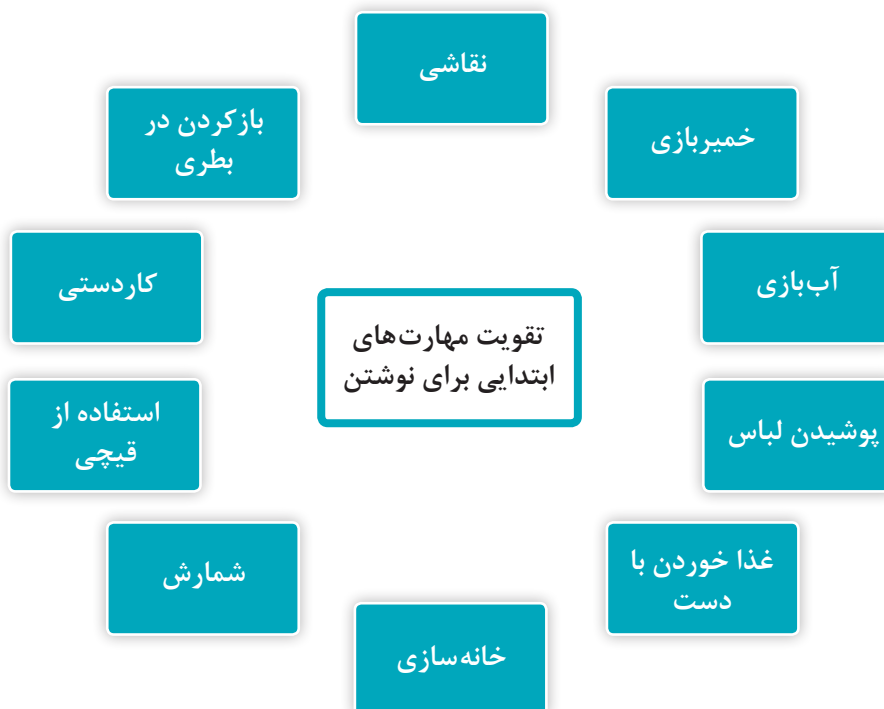 نقاشی
خمیربازی
آب‌بازی
پوشیدن لباس
غذا خوردن با
دست
خانه‌سازی
شمارش
استفاده از
قیچی
کاردستی
بازکردن در
بطری
تقویت مهارت‌های
ابتدایی برای نوشتن